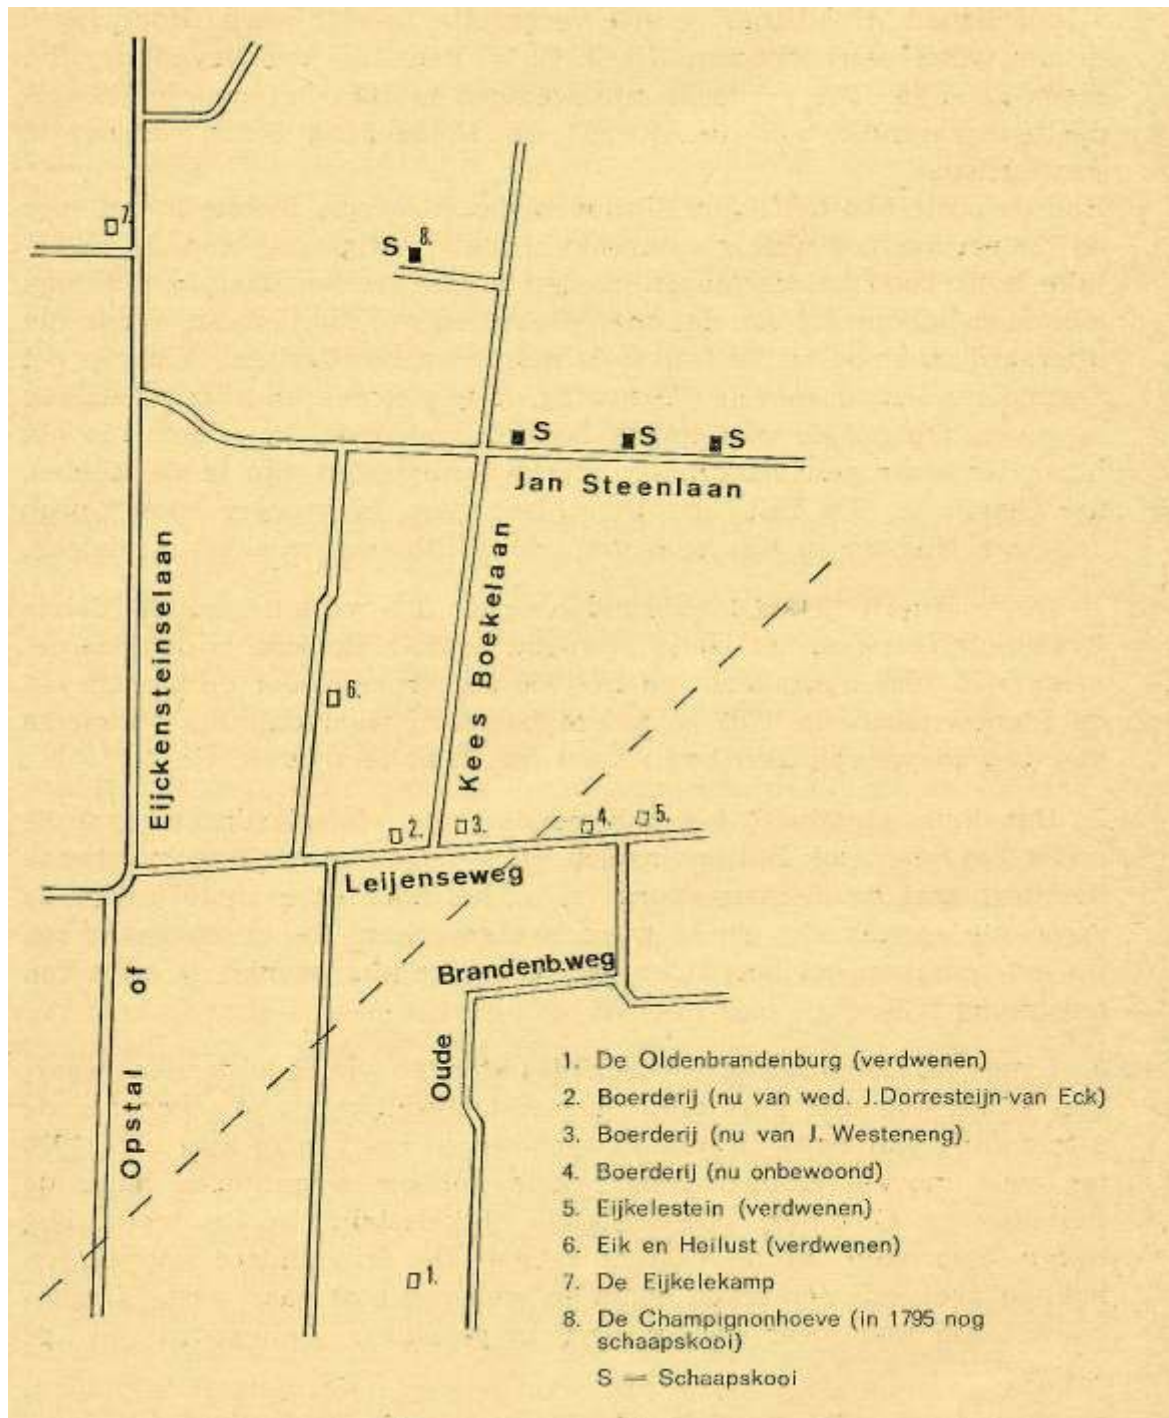 7.
S 8.
S
S
S
Jan Steenlaan
Eijckensteinselaan
Kees Boekelaan
6.
2.
3.
4.
5.
Leijenseweg
Opstal of
Oude
Brandenb.weg
1.
1. De Oldenbrandenburg (verdwenen)
2. Boerderij (nu van wed. J.Dorresteijn-van Eck)
3. Boerderij (nu van J. Westeneng)
4. Boerderij (nu onbewoond)
5. Eijkelestein (verdwenen)
6. Eik en Heilust (verdwenen)
7. De Eijkelekamp
8. De Champignonhoeve (in 1795 nog
schaapskooi)
S — Schaapskooi